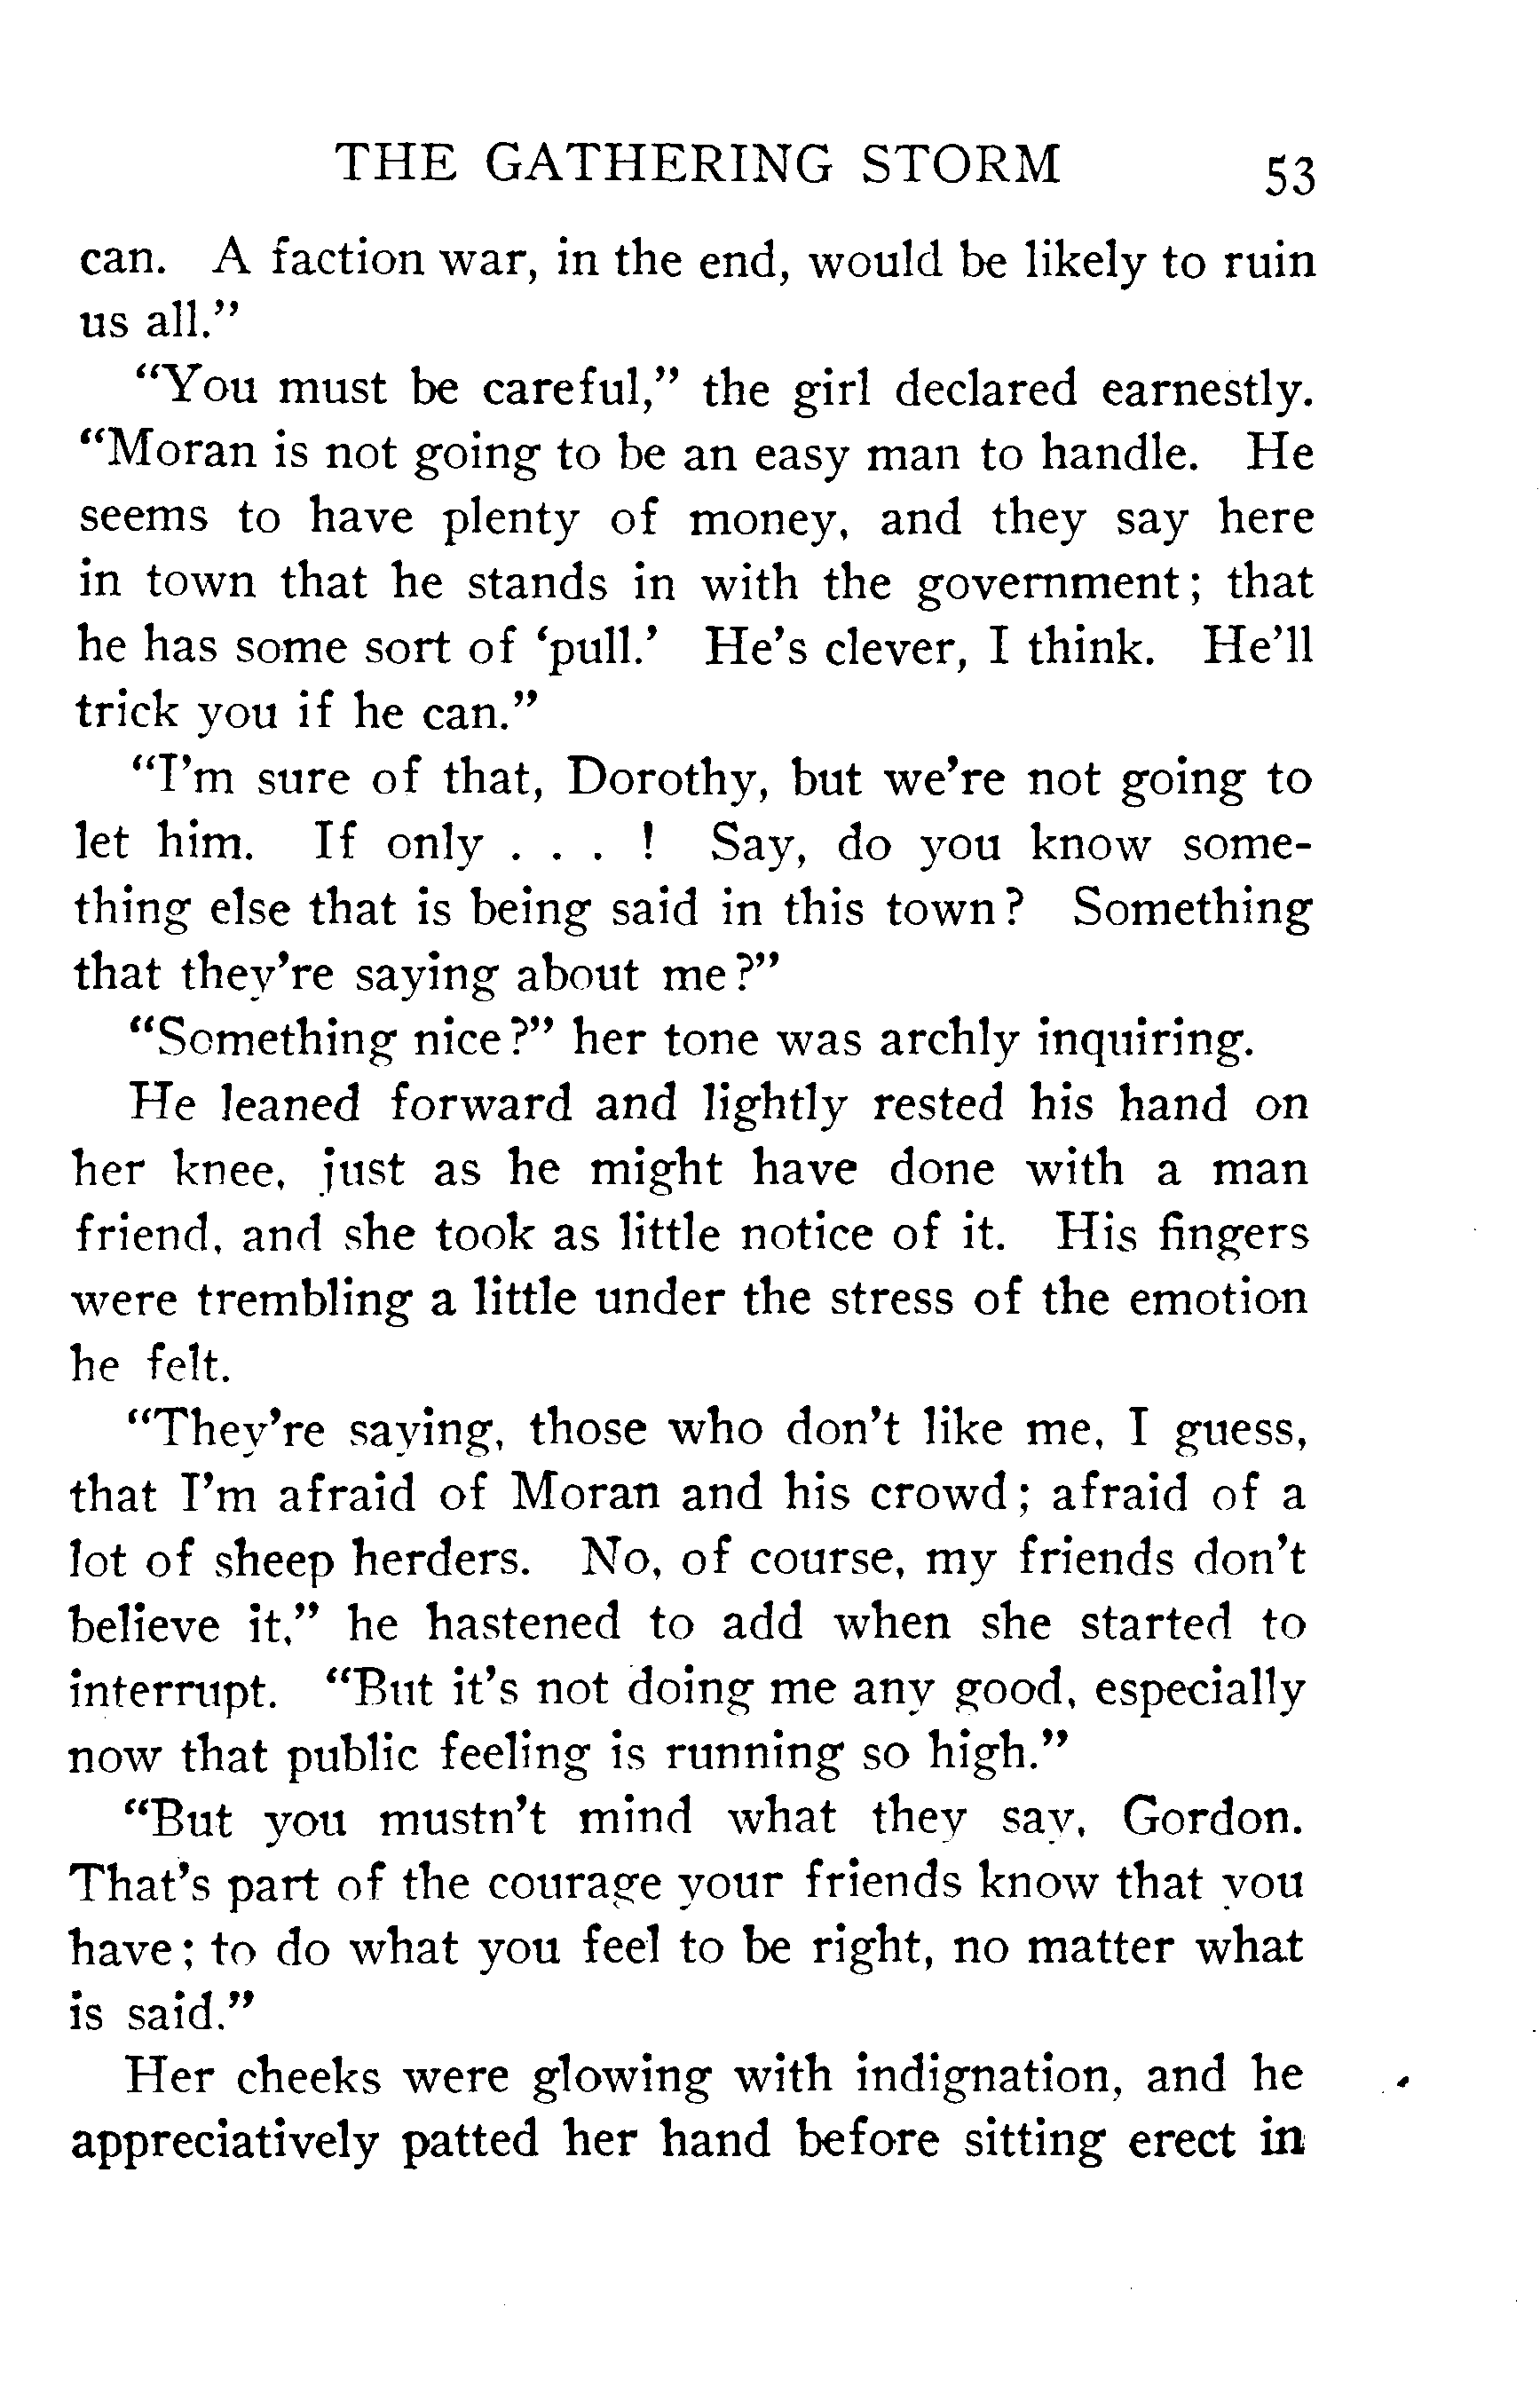 THE GATHERING STORM 53
can. A faction war, in the end, would be likely to ruin
us all."
"You must be careful," the girl declared earnestly.
"Moran is not going to be an easy man to handle. He
seems to have plenty of money, and they say here
in town that he stands in with the government; that
he has some sort of 'pull.' He's clever, I think. He'll
trick you if he can."
"I'm sure of that, Dorothy, but we're not going to
let him. If only . . . ! Say, do you know some-
thing else that is being said in this town? Something
that they're saying about me?"
"Something nice?" her tone was archly inquiring.
He leaned forward and lightly rested his hand on
her knee, just as he might have done with a man
friend, and she took as little notice of it. His fingers
were trembling a little under the stress of the emotion
he felt.
"They're saying, those who don't like me, I guess,
that I'm afraid of Moran and his crowd; afraid of a
lot of sheep herders. No, of course, my friends don't
believe it," he hastened to add when she started to
interrupt. "But it's not doing me any good, especially
now that public feeling is running so high."
"But you mustn't mind what they say, Gordon.
That's part of the courage your friends know that you
have; to do what you feel to be right, no matter what
is said."
Her cheeks were glowing with indignation, and he
appreciatively patted her hand before sitting erect in